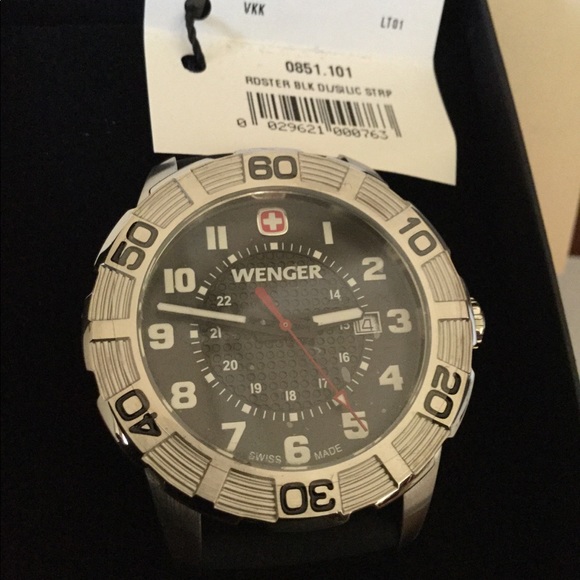 VKK
LT01
0851.101
ROSTER BLK DL/SILIC STRP
0 029621 000763
60
10
20
30
40
50
11 1
10 2
9 3
8 4
7 6 5
WENGER
22 14
21 15
20 16
19 18 17
SWISS MADE